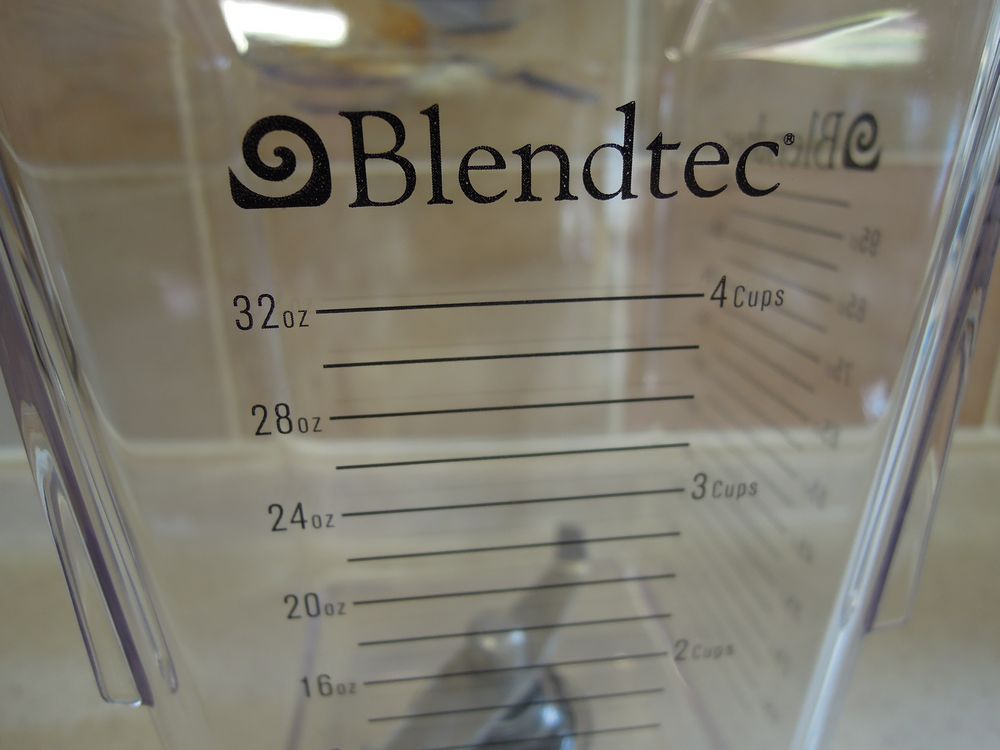 Blendtec®
32oz 4 Cups
28oz
24oz 3 Cups
20oz
16oz 2 Cups